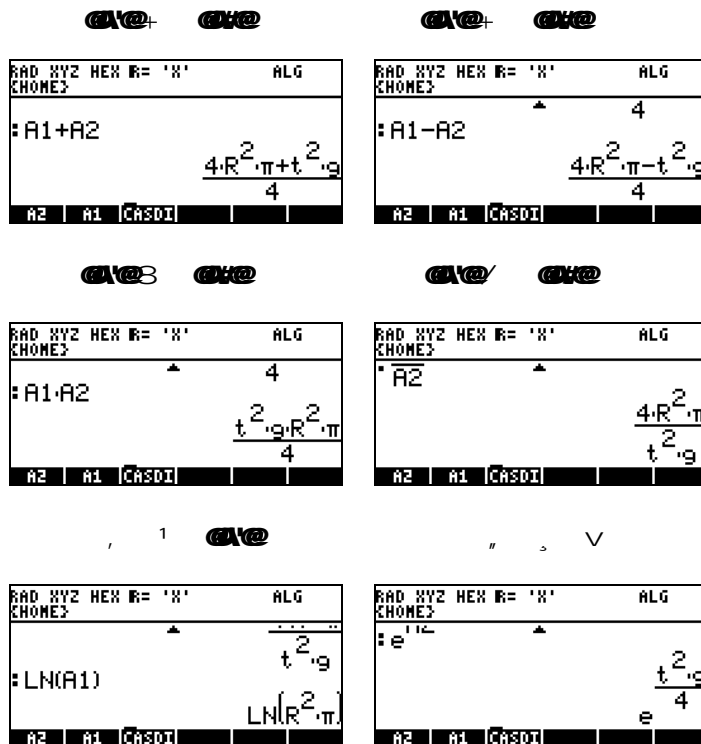 RAD XYZ HEX R= 'X' ALG
{HOME}
:A1+A2
4·R²·π+t²·g
4
A2 A1 CASDI
RAD XYZ HEX R= 'X' ALG
{HOME}
4
:A1-A2
4·R²·π-t²·g
4
A2 A1 CASDI
RAD XYZ HEX R= 'X' ALG
{HOME}
4
:A1·A2
t²·g·R²·π
4
A2 A1 CASDI
RAD XYZ HEX R= 'X' ALG
{HOME}
A2
4·R²·π
t²·g
A2 A1 CASDI
RAD XYZ HEX R= 'X' ALG
{HOME}
t²·g
:LN(A1)
LN(R²·π)
A2 A1 CASDI
RAD XYZ HEX R= 'X' ALG
{HOME}
:e
t²·g
4
e
A2 A1 CASDI